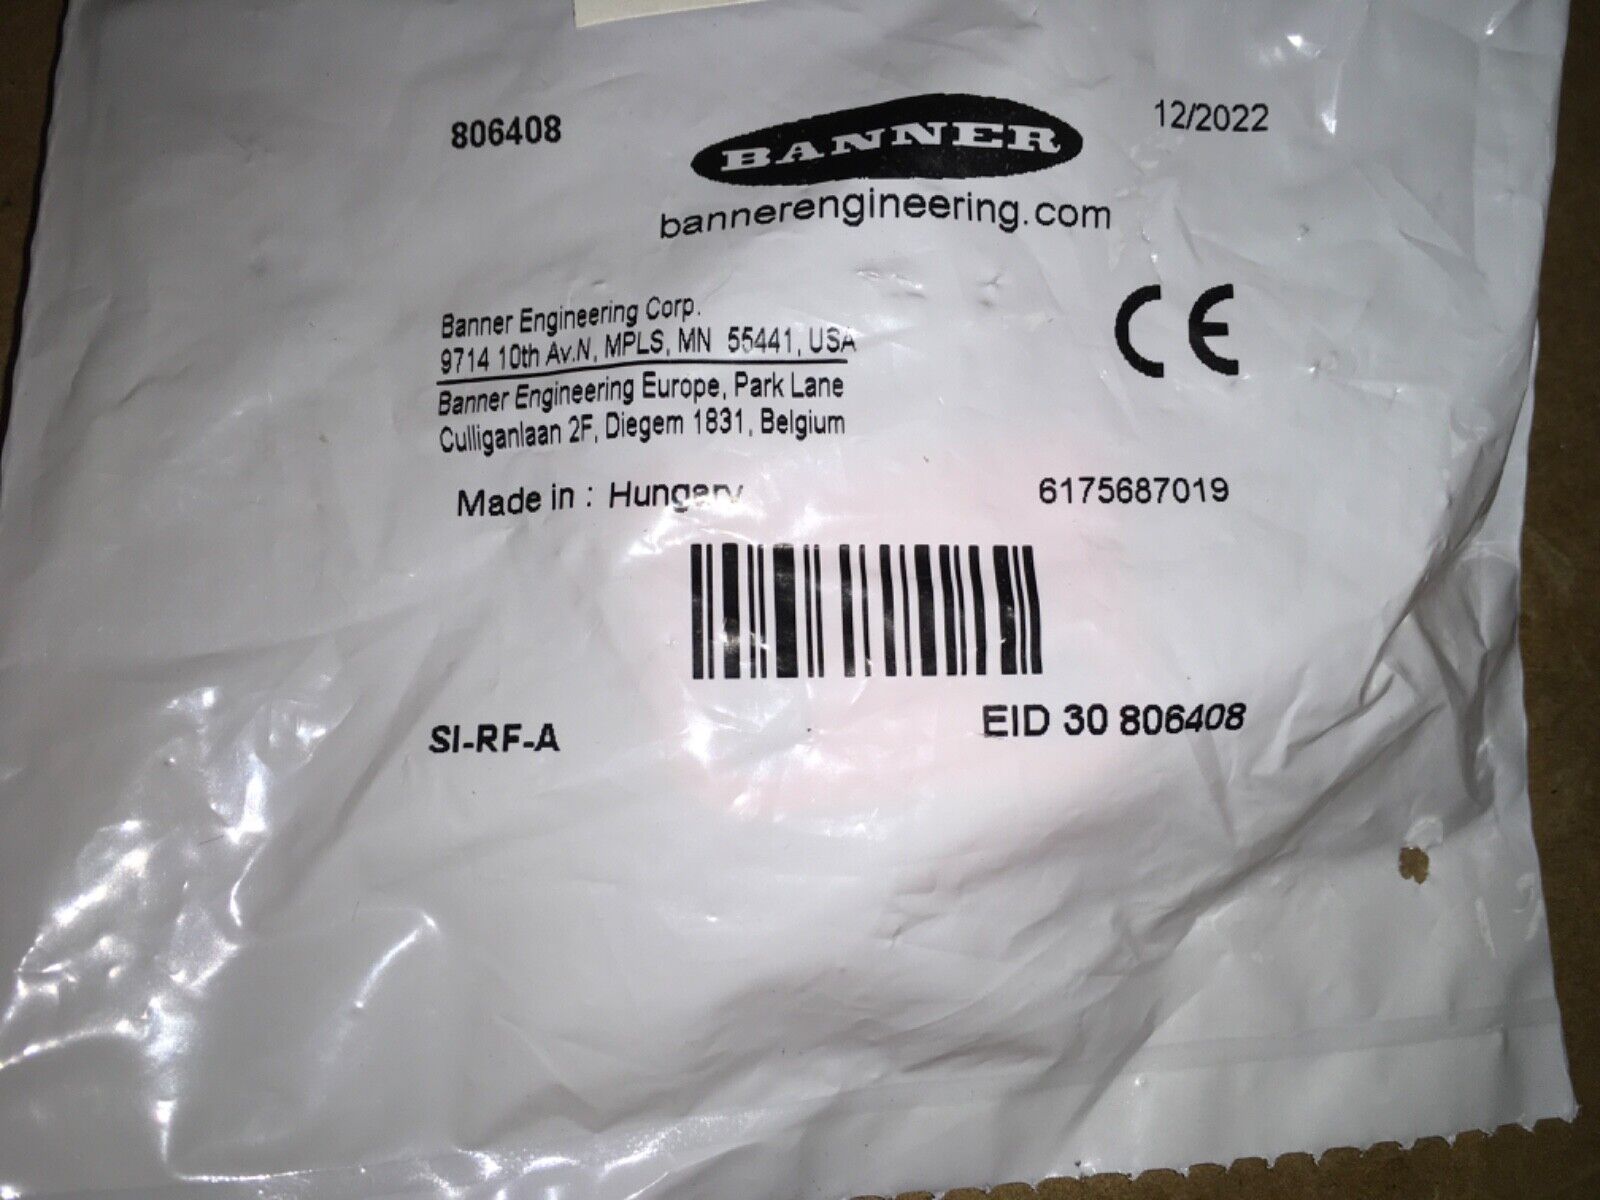 806408
BANNER
12/2022
bannerengineering.com
Banner Engineering Corp.
9714 10th Av.N, MPLS, MN 55441, USA
Banner Engineering Europe, Park Lane
Culliganlaan 2F, Diegem 1831, Belgium
CE
Made in : Hungary
6175687019
SI-RF-A
EID 30 806408